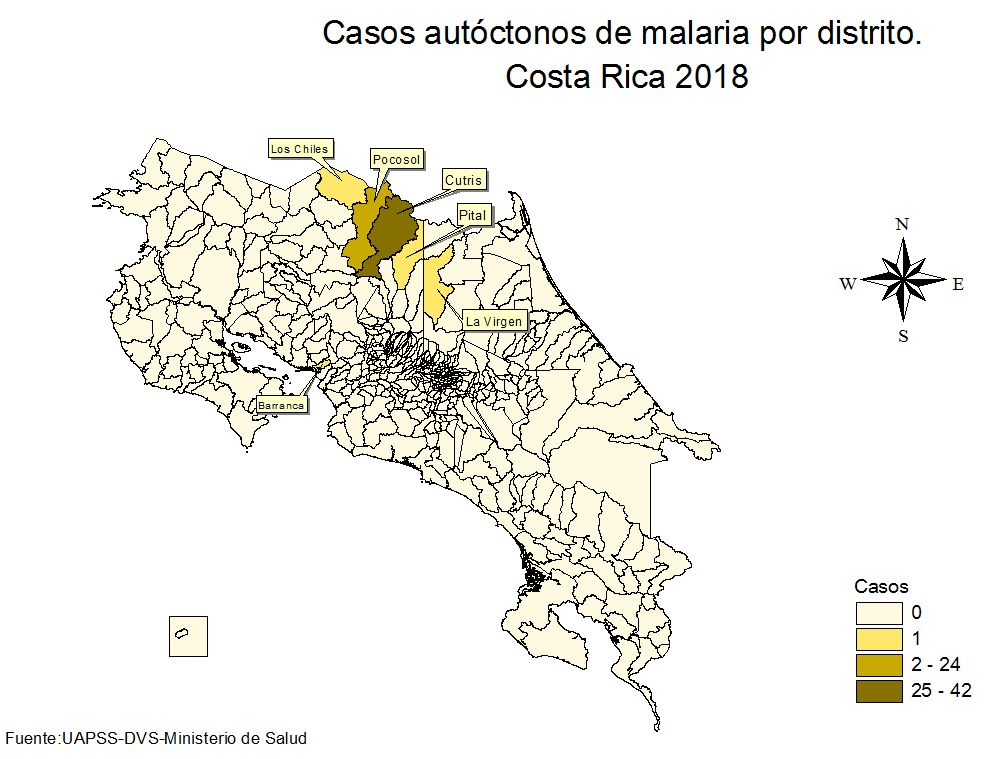 Casos autóctonos de malaria por distrito.
Costa Rica 2018
Los Chiles
Pocosol
Cutris
Pital
La Virgen
Barranca
N
W
E
S
Casos
0
1
2 - 24
25 - 42
Fuente:UAPSS-DVS-Ministerio de Salud